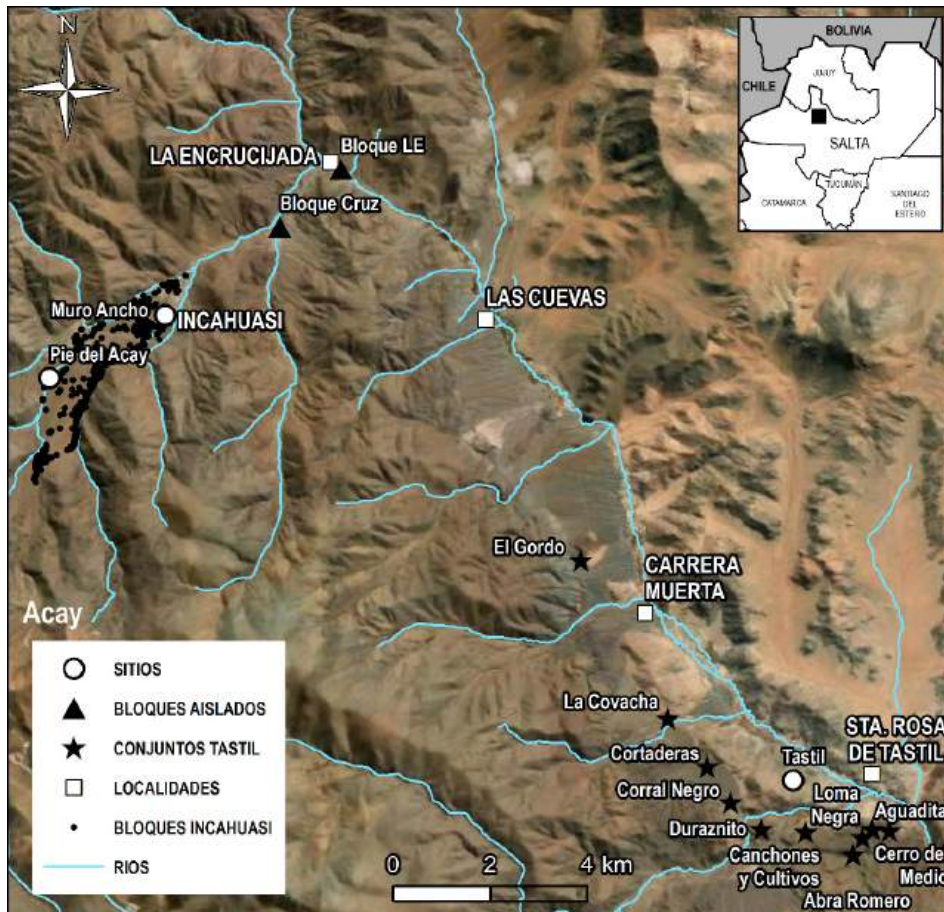 N
BOLIVIA
CHILE
JUJUY
SALTA
TUCUMÁN
CATAMARCA
SANTIAGO
DEL
ESTERO
Bloque LE
LA ENCRUCIJADA
Bloque Cruz
LAS CUEVAS
Muro Ancho
INCAHUASI
Pie del Acay
El Gordo
CARRERA
MUERTA
Acay
SITIOS
BLOQUES AISLADOS
CONJUNTOS TASTIL
LOCALIDADES
BLOQUES INCAHUASI
RIOS
La Covacha
STA. ROSA
DE TASTIL
Cortaderas
Tastil
Corral Negro
Loma
Negra
Aguadita
Duraznito
Canchones
y Cultivos
Cerro de
Medio
Abra Romero
0 2 4 km